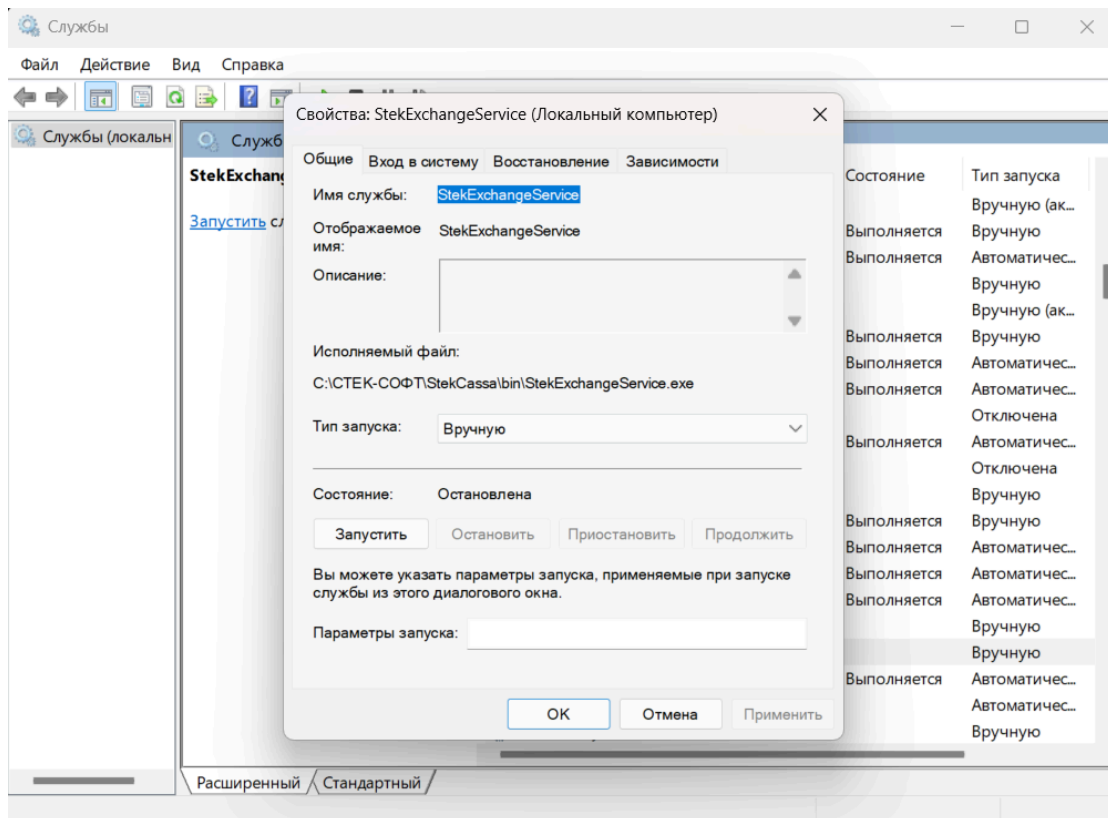 Службы
Файл Действие Вид Справка
Службы (локальн
Служб
StekExchang
Запустить сл
Свойства: StekExchangeService (Локальный компьютер)
Общие Вход в систему Восстановление Зависимости
Имя службы: StekExchangeService
Отображаемое имя: StekExchangeService
Описание:
Исполняемый файл:
C:\СТЕК-СОФТ\StekCassa\bin\StekExchangeService.exe
Тип запуска: Вручную
Состояние: Остановлена
Запустить Остановить Приостановить Продолжить
Вы можете указать параметры запуска, применяемые при запуске
службы из этого диалогового окна.
Параметры запуска:
OK Отмена Применить
Состояние Тип запуска
Вручную (ак...
Выполняется Вручную
Выполняется Автоматичес...
Вручную
Вручную (ак...
Выполняется Вручную
Выполняется Автоматичес...
Выполняется Автоматичес...
Отключена
Выполняется Автоматичес...
Отключена
Вручную
Выполняется Вручную
Выполняется Автоматичес...
Выполняется Автоматичес...
Выполняется Автоматичес...
Вручную
Вручную
Выполняется Автоматичес...
Автоматичес...
Вручную
Расширенный Стандартный